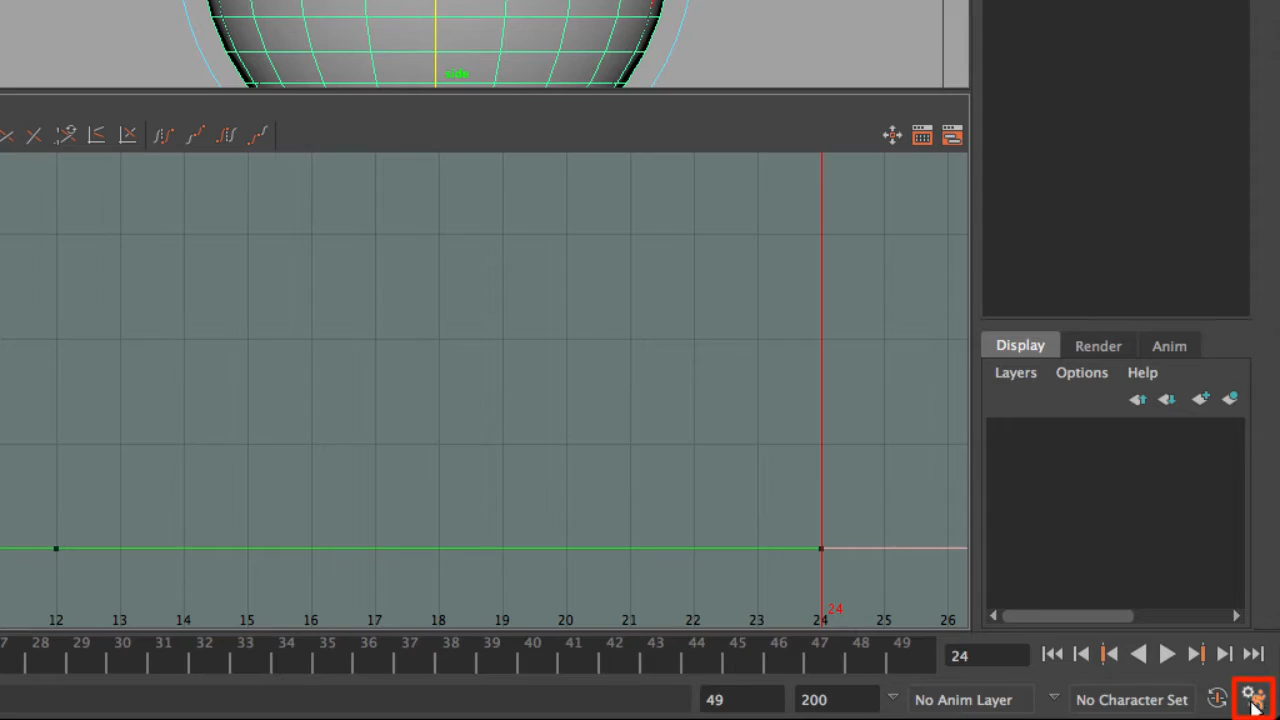 side
Display Render Anim
Layers Options Help
12 13 14 15 16 17 18 19 20 21 22 23 24 25 26
24
7 28 29 30 31 32 33 34 35 36 37 38 39 40 41 42 43 44 45 46 47 48 49
24
49 200 No Anim Layer No Character Set